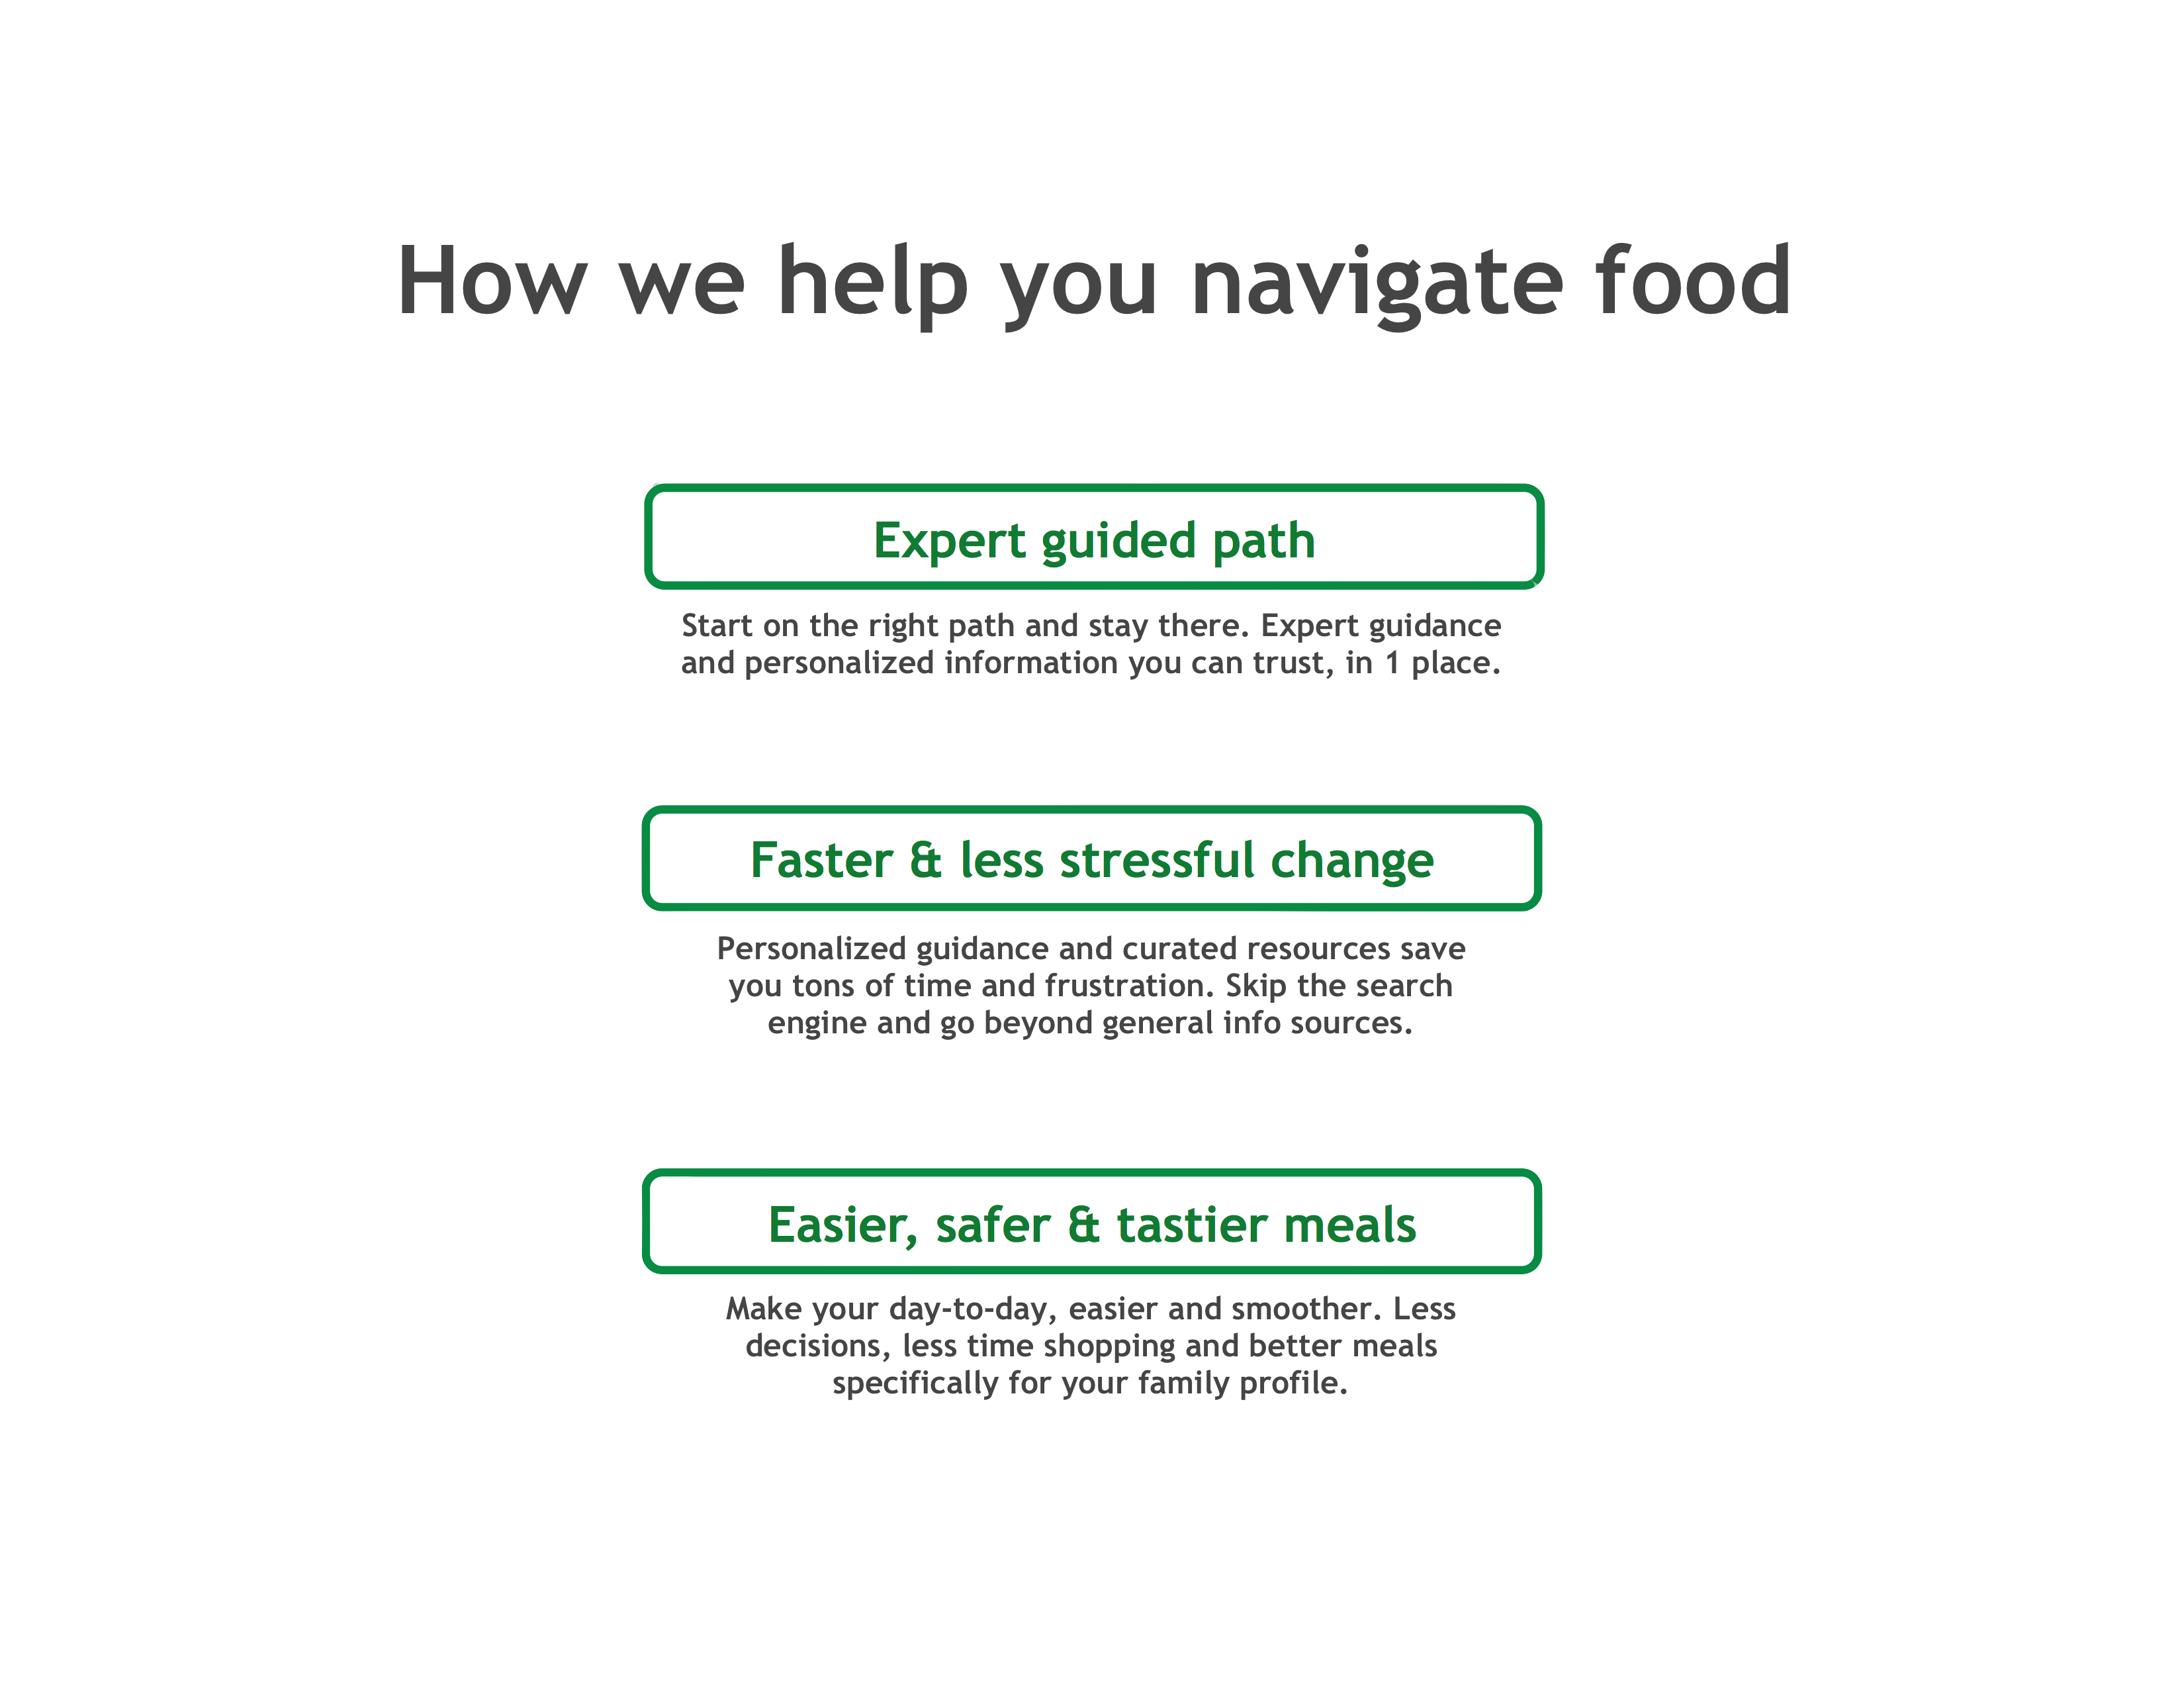 How we help you navigate food
Expert guided path
Start on the right path and stay there. Expert guidance
and personalized information you can trust, in 1 place.
Faster & less stressful change
Personalized guidance and curated resources save
you tons of time and frustration. Skip the search
engine and go beyond general info sources.
Easier, safer & tastier meals
Make your day-to-day, easier and smoother. Less
decisions, less time shopping and better meals
specifically for your family profile.